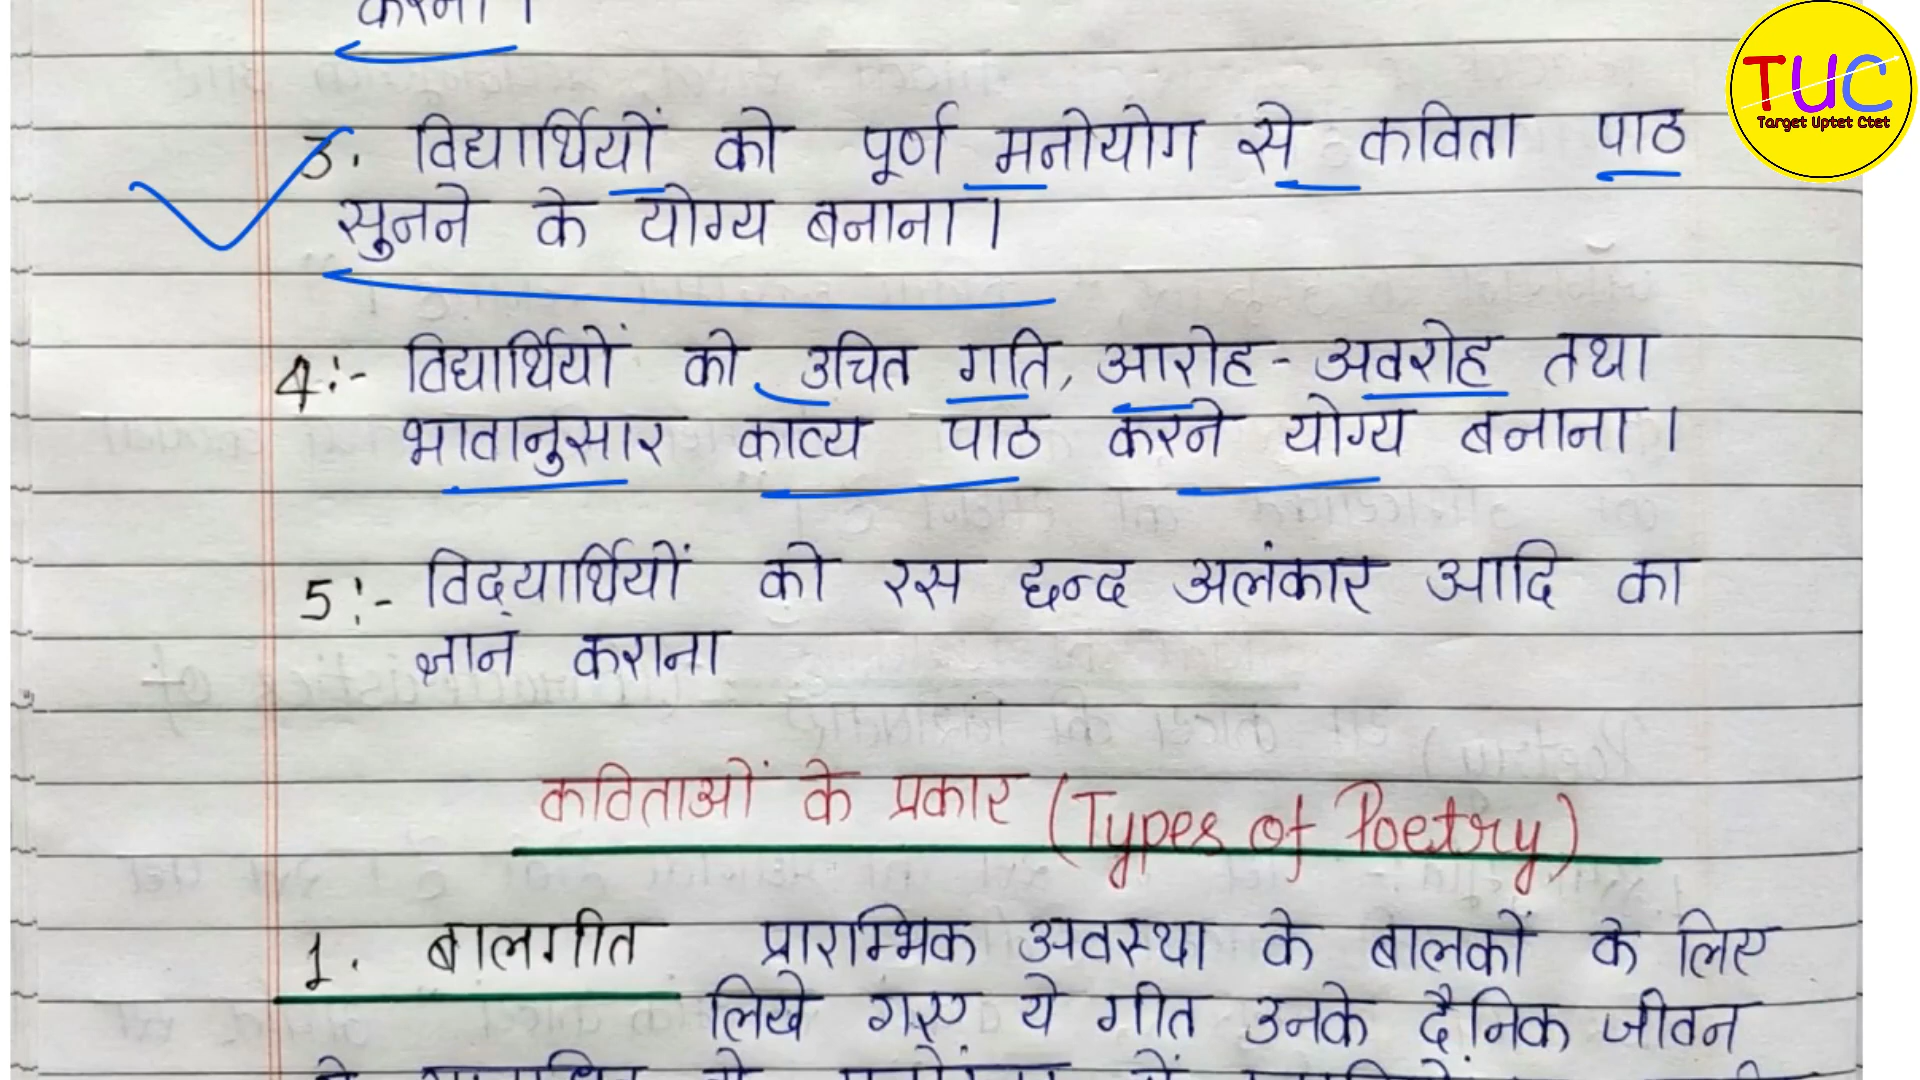 करना।
TUC
Target Uptet Ctet
3. विद्यार्थियों को पूर्ण मनोयोग से कविता पाठ
सुनने के योग्य बनाना।
4:- विद्यार्थियों को उचित गति, आरोह - अवरोह तथा
भावानुसार काव्य पाठ करने योग्य बनाना।
5:- विद्यार्थियों को रस छन्द अलंकार आदि का
ज्ञान कराना
कविताओं के प्रकार (Types of Poetry)
1. बालगीत प्रारम्भिक अवस्था के बालकों के लिए
लिखे गए ये गीत उनके दैनिक जीवन